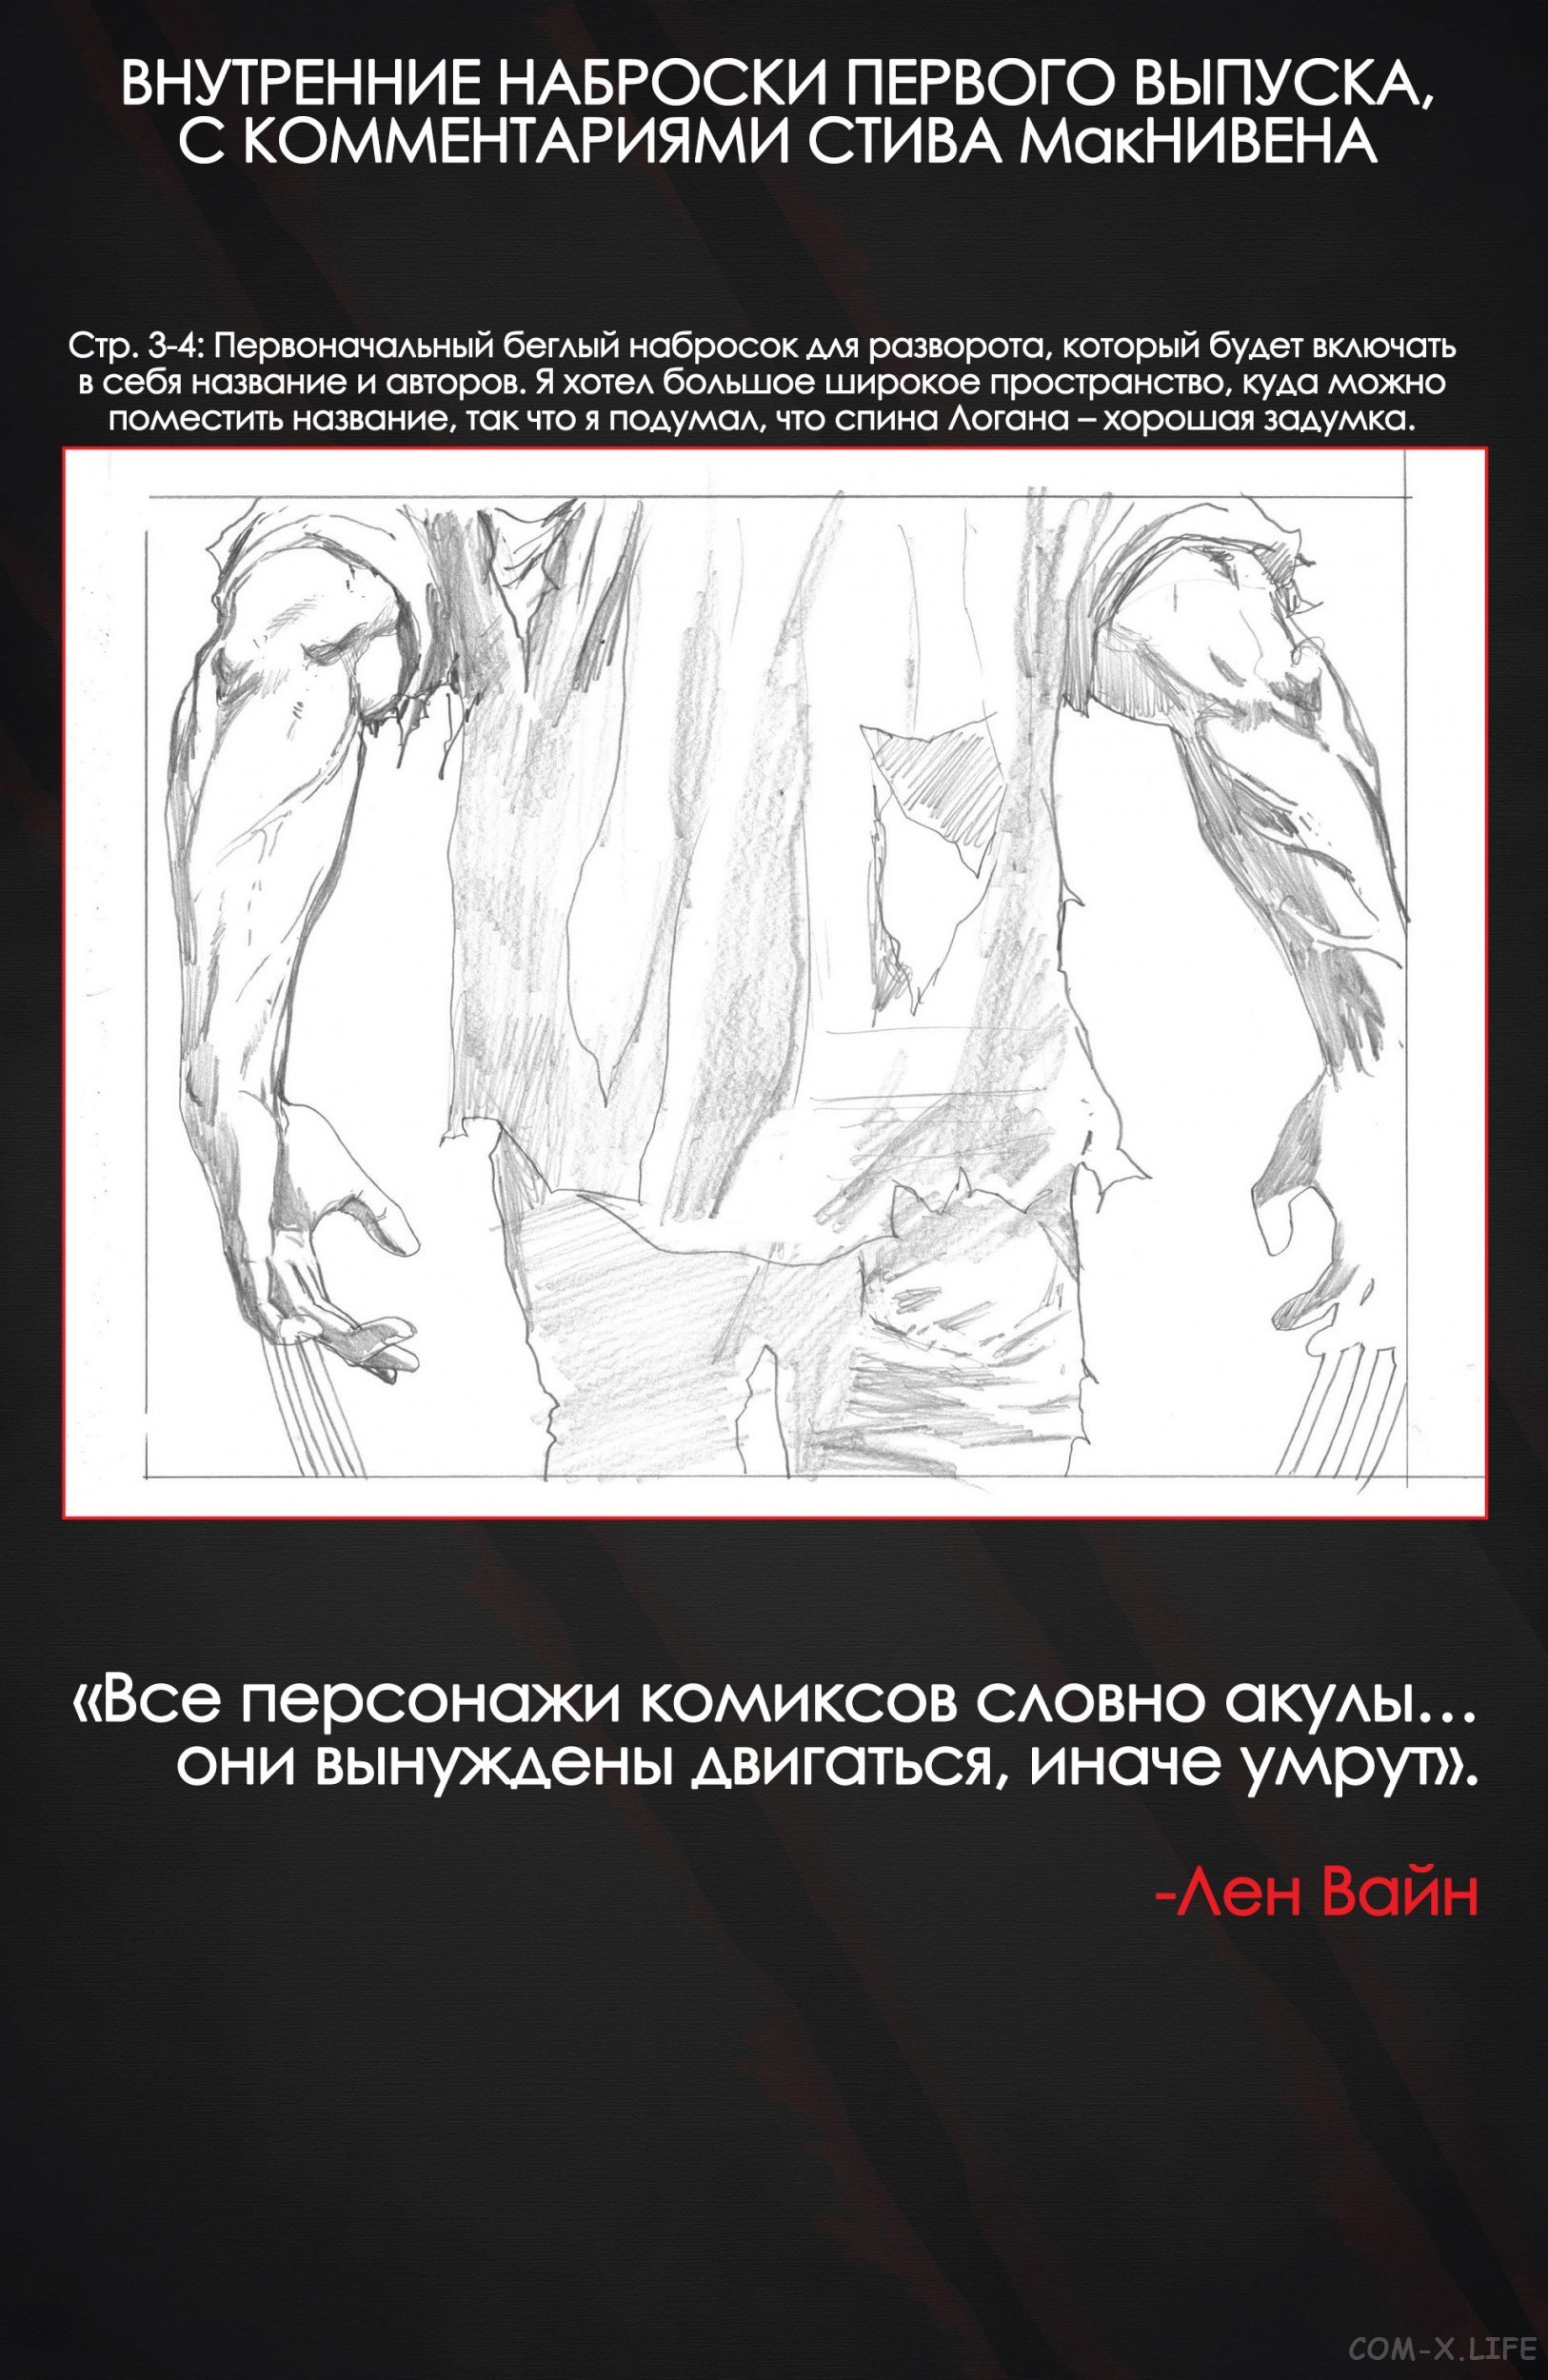 ВНУТРЕННИЕ НАБРОСКИ ПЕРВОГО ВЫПУСКА,
С КОММЕНТАРИЯМИ СТИВА МакНИВЕНА
Стр. 3-4: Первоначальный беглый набросок для разворота, который будет включать
в себя название и авторов. Я хотел большое широкое пространство, куда можно
поместить название, так что я подумал, что спина Логана – хорошая задумка.
«Все персонажи комиксов словно акулы…
они вынуждены двигаться, иначе умрут».
-Лен Вайн
COM-X.LIFE